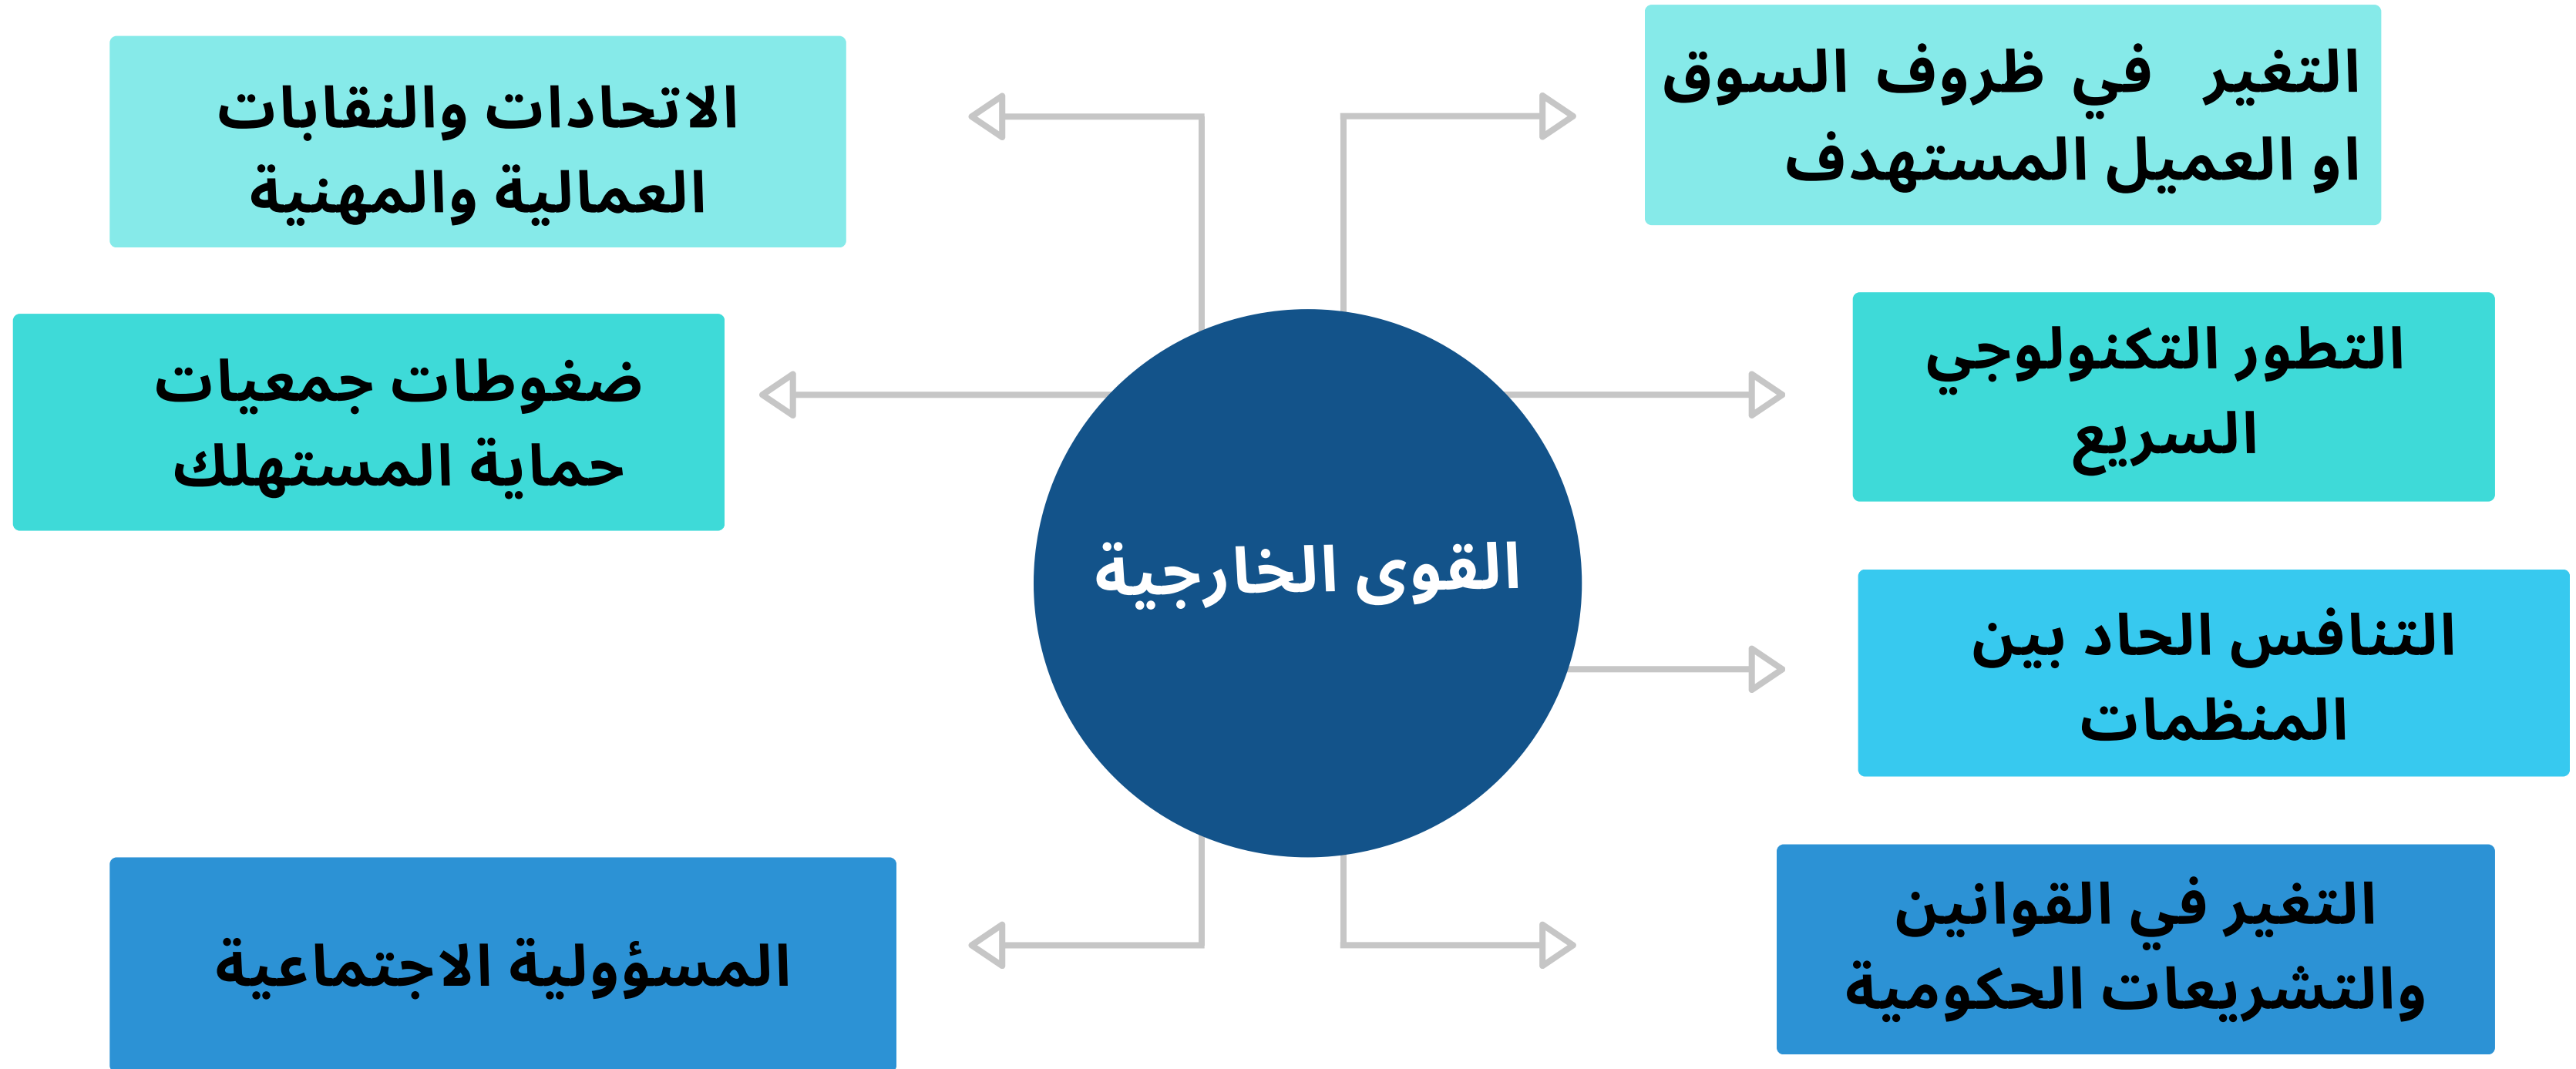 القوى الخارجية
التغير في ظروف السوق
او العميل المستهدف
التطور التكنولوجي
السريع
التنافس الحاد بين
المنظمات
التغير في القوانين
والتشريعات الحكومية
الاتحادات والنقابات
العمالية والمهنية
ضغوطات جمعيات
حماية المستهلك
المسؤولية الاجتماعية